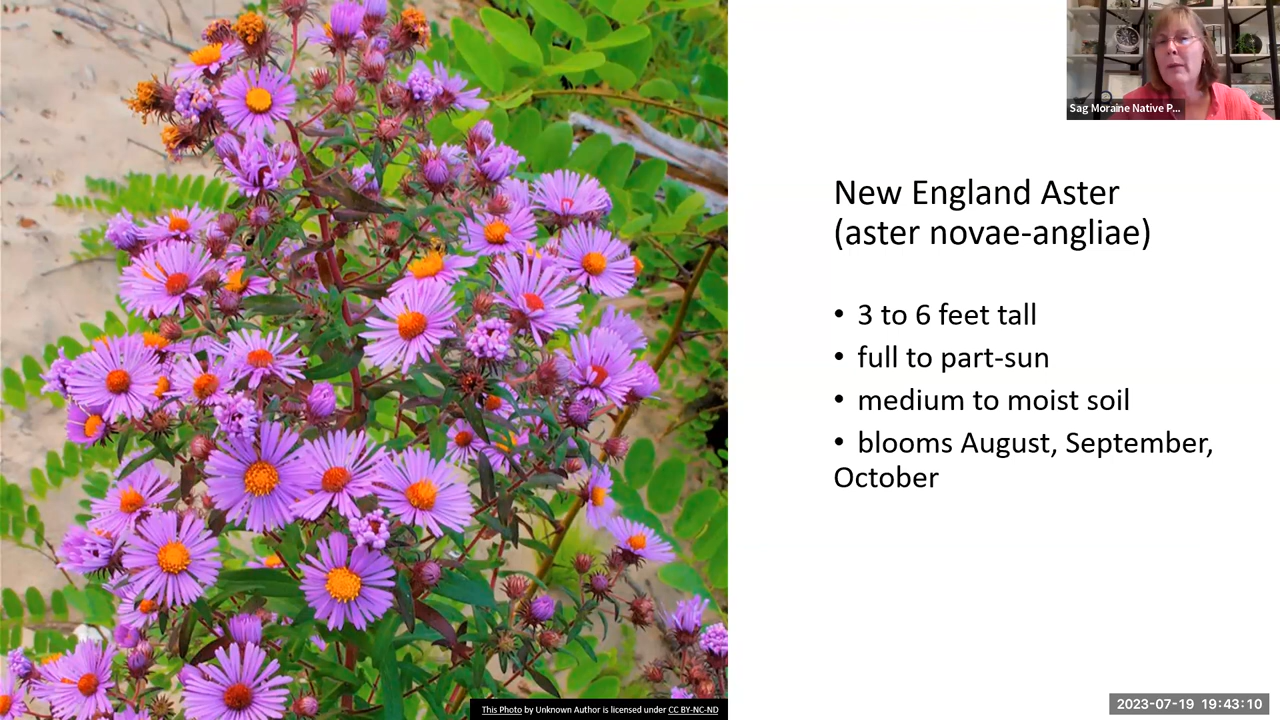 Sag Moraine Native P...
New England Aster
(aster novae-angliae)
• 3 to 6 feet tall
• full to part-sun
• medium to moist soil
• blooms August, September,
October
This Photo by Unknown Author is licensed under CC BY-NC-ND
2023-07-19 19:43:10